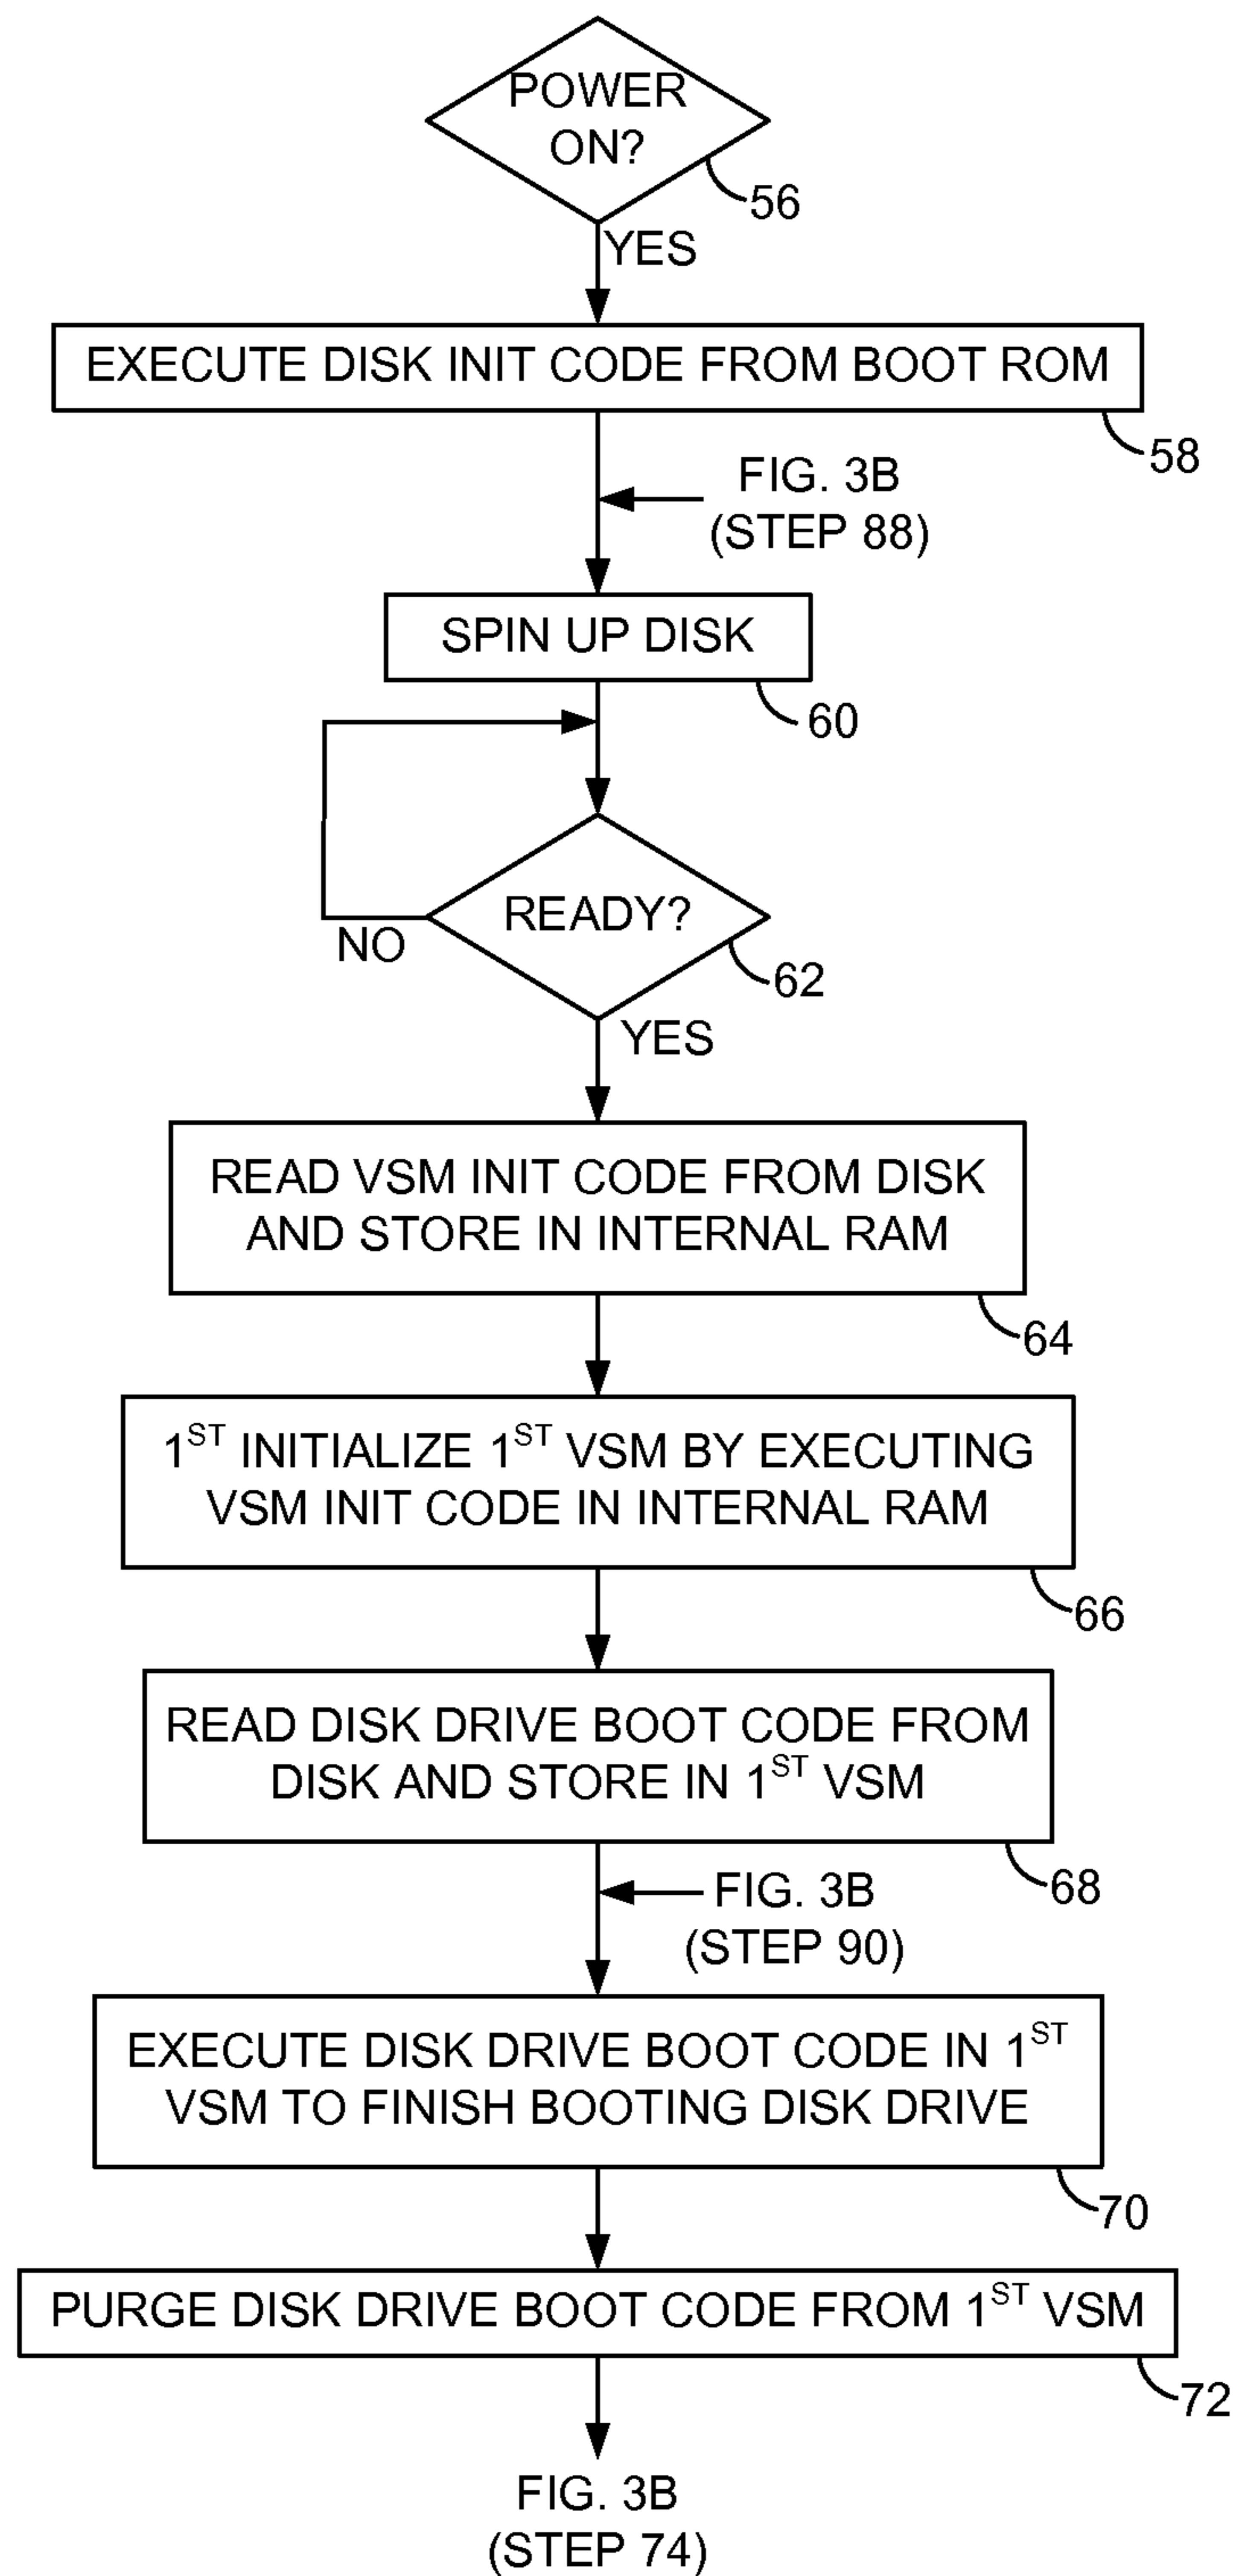 POWER
ON?
56
YES
EXECUTE DISK INIT CODE FROM BOOT ROM
58
FIG. 3B
(STEP 88)
SPIN UP DISK
60
READY?
NO
62
YES
READ VSM INIT CODE FROM DISK
AND STORE IN INTERNAL RAM
64
1ST INITIALIZE 1ST VSM BY EXECUTING
VSM INIT CODE IN INTERNAL RAM
66
READ DISK DRIVE BOOT CODE FROM
DISK AND STORE IN 1ST VSM
68
FIG. 3B
(STEP 90)
EXECUTE DISK DRIVE BOOT CODE IN 1ST
VSM TO FINISH BOOTING DISK DRIVE
70
PURGE DISK DRIVE BOOT CODE FROM 1ST VSM
72
FIG. 3B
(STEP 74)